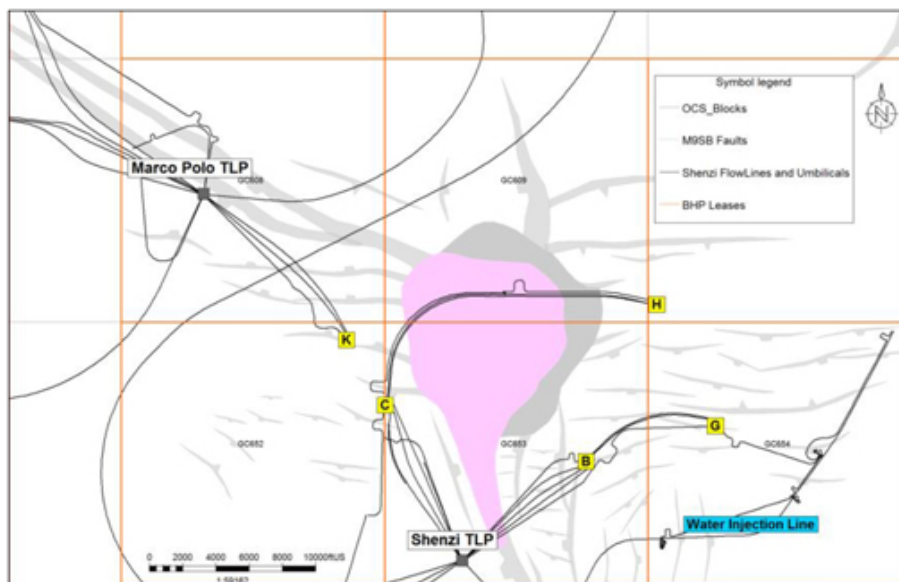 Symbol legend
OCS_Blocks
M9SB Faults
Shenzi FlowLines and Umbilicals
BHP Leases
N
Marco Polo TLP
GC608
GC609
H
K
C
GC652
GC653
G
GC654
B
Water Injection Line
Shenzi TLP
0 2000 4000 6000 8000 10000ftUS